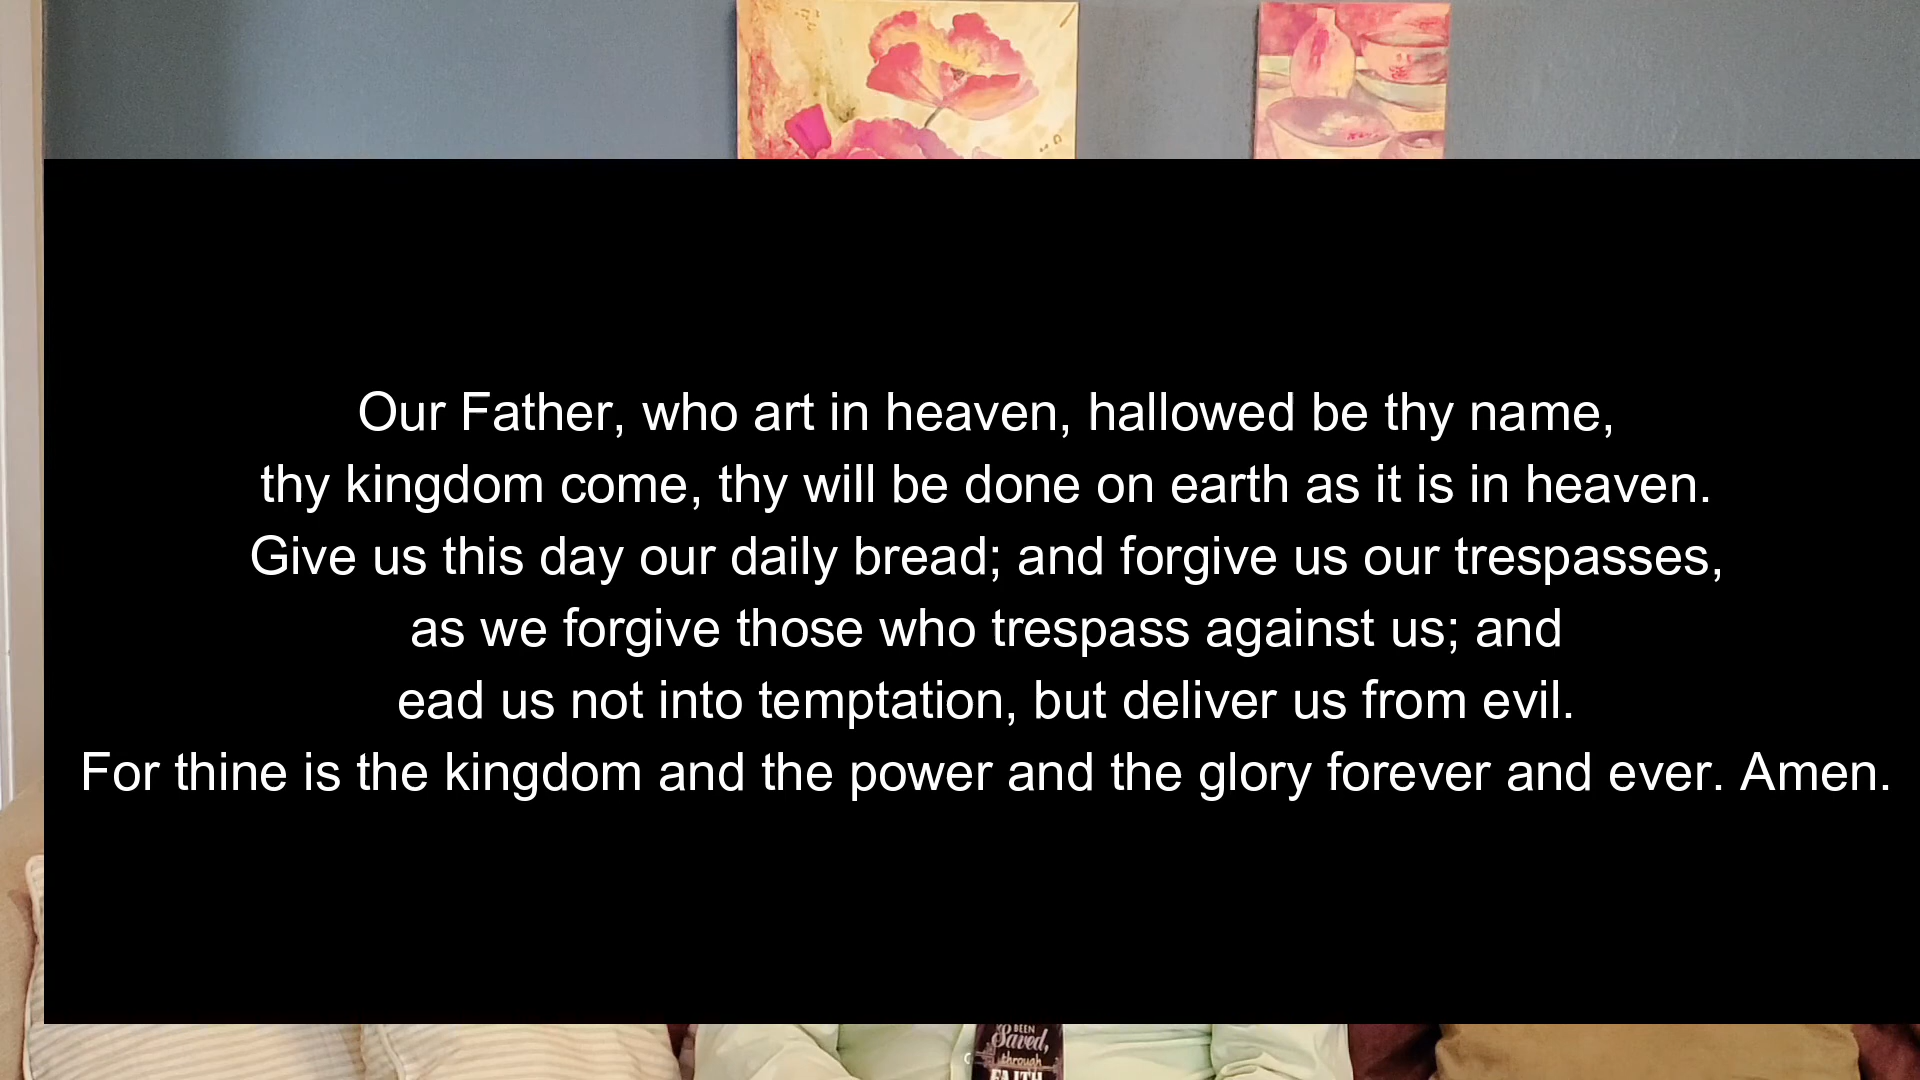 Our Father, who art in heaven, hallowed be thy name,
thy kingdom come, thy will be done on earth as it is in heaven.
Give us this day our daily bread; and forgive us our trespasses,
as we forgive those who trespass against us; and
ead us not into temptation, but deliver us from evil.
For thine is the kingdom and the power and the glory forever and ever. Amen.
BEEN
Saved,
through
FAITH